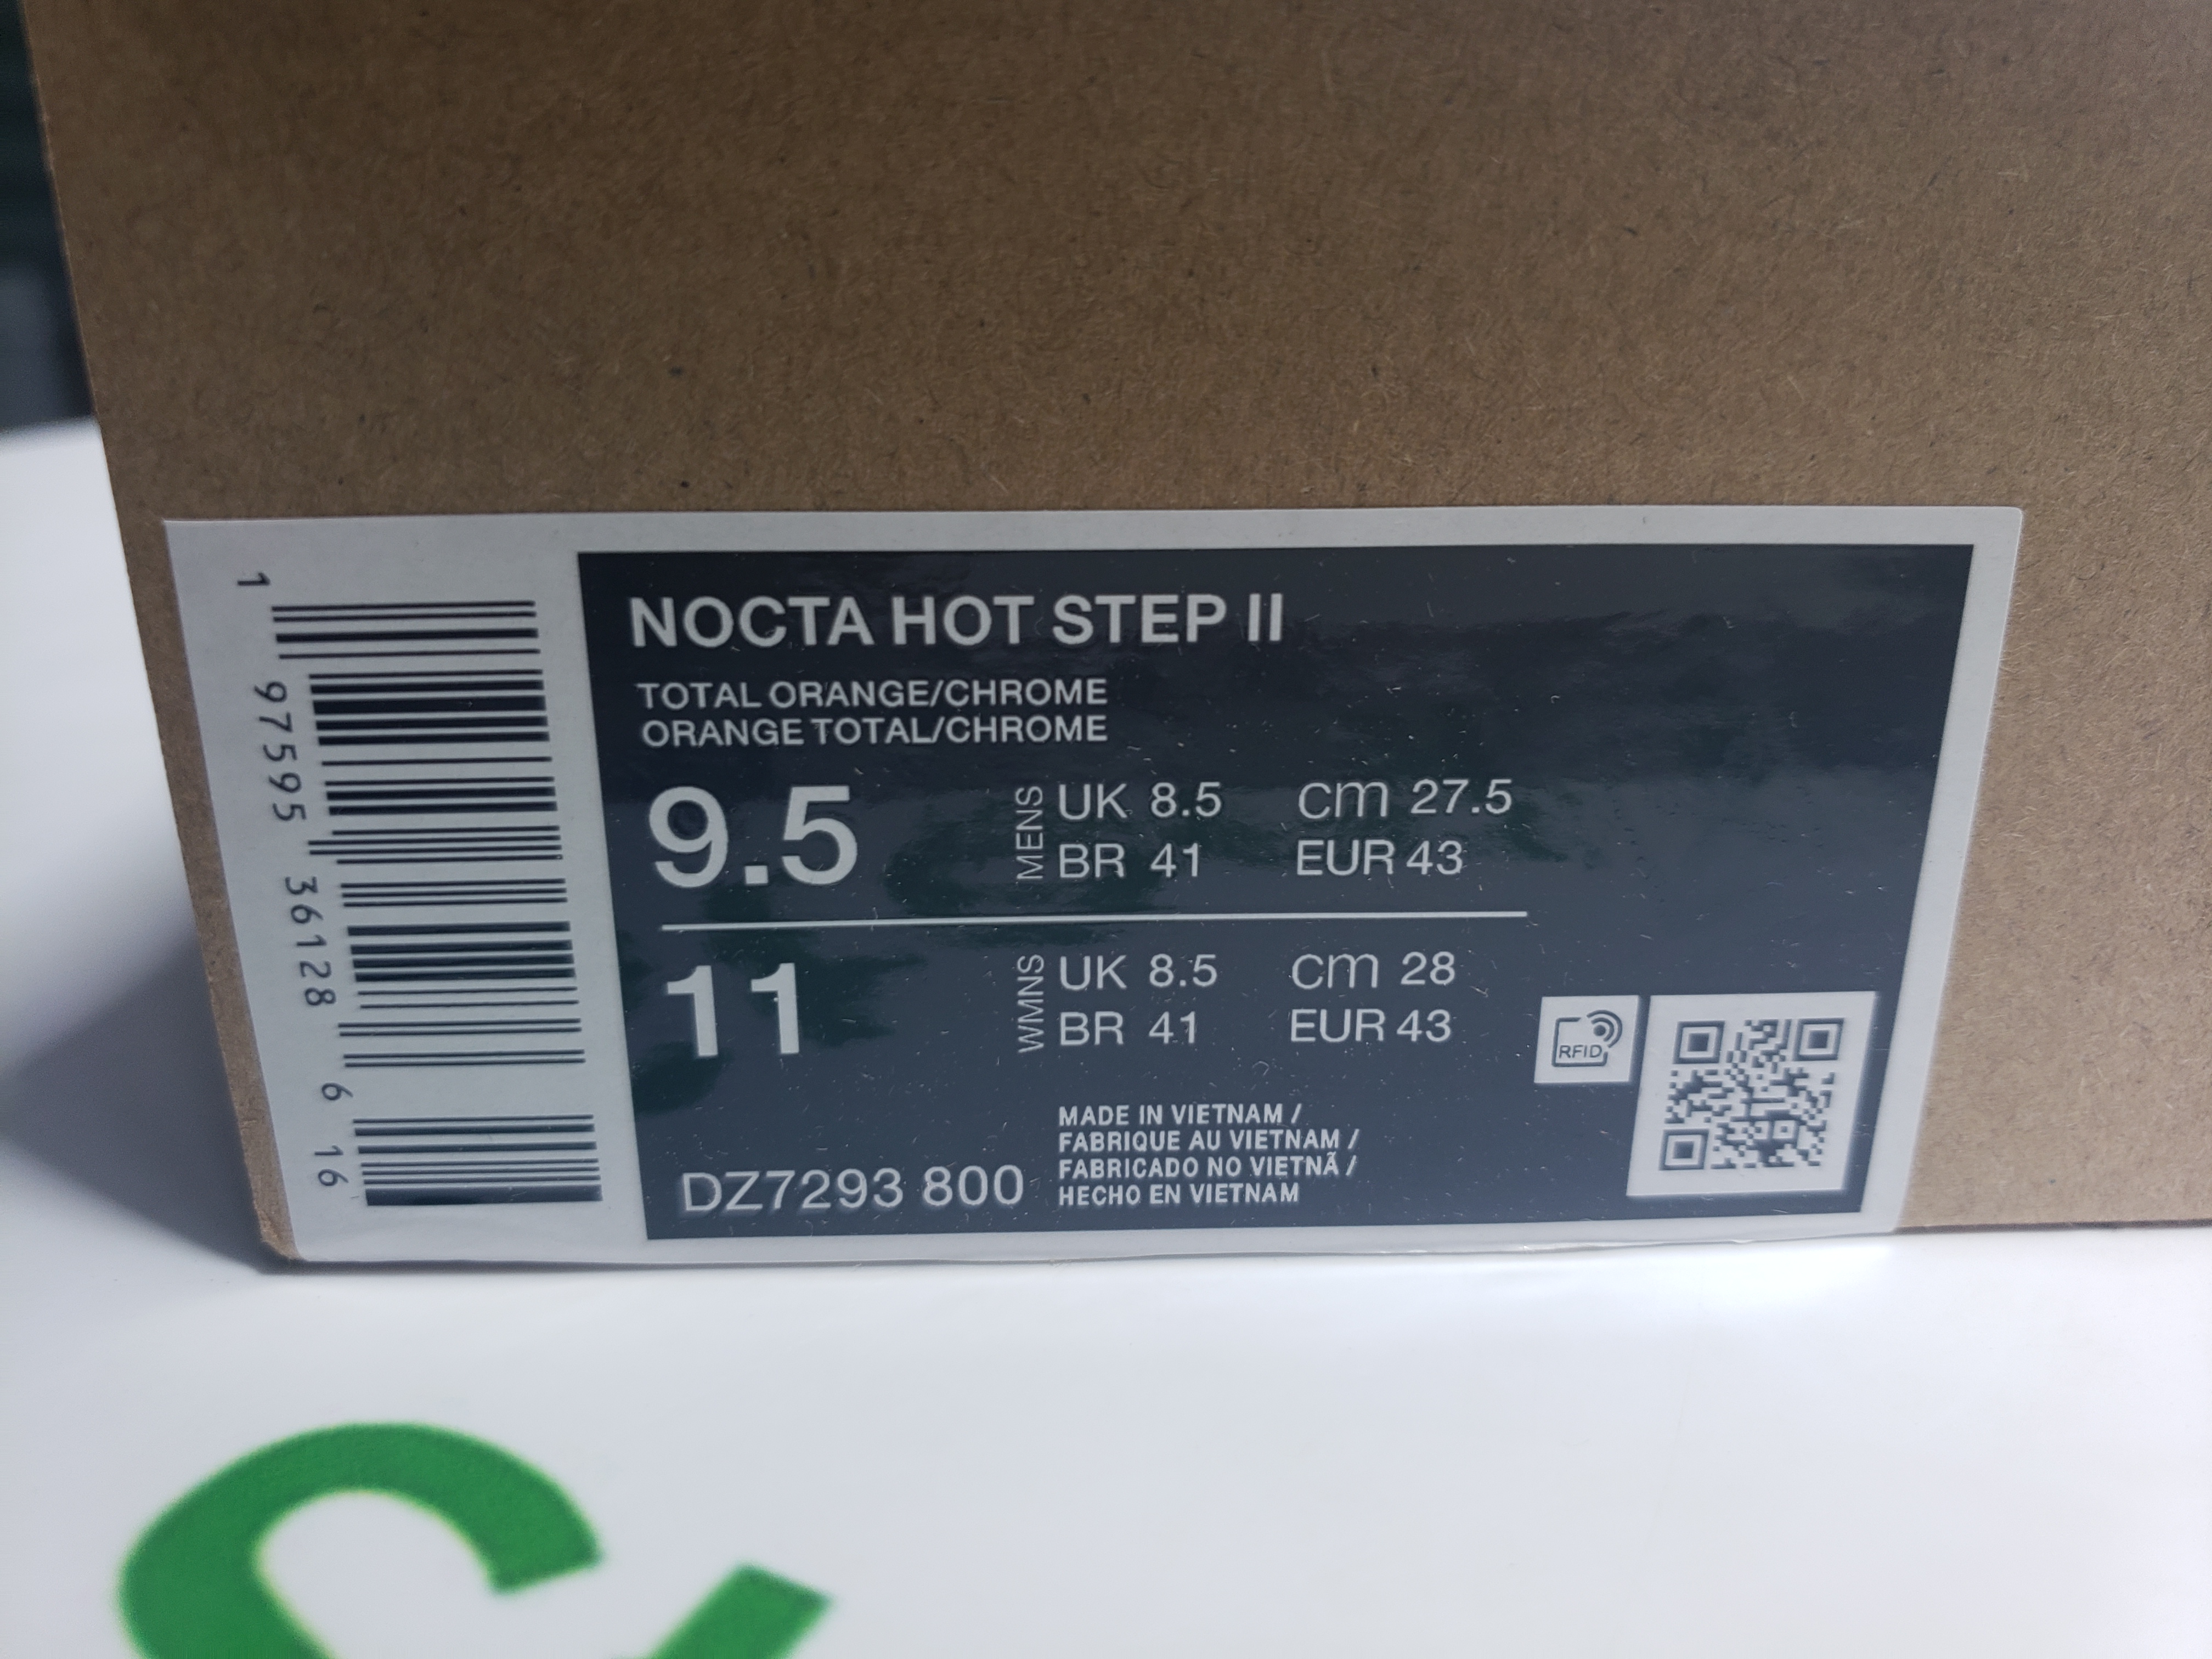 NOCTA HOT STEP II
TOTAL ORANGE/CHROME
ORANGE TOTAL/CHROME
9.5 MENS UK 8.5 cm 27.5
BR 41 EUR 43
11 WMNS UK 8.5 cm 28
BR 41 EUR 43
RFID
MADE IN VIETNAM /
FABRIQUE AU VIETNAM /
FABRICADO NO VIETNÃ /
HECHO EN VIETNAM
DZ7293 800
1 97595 36128 6 16